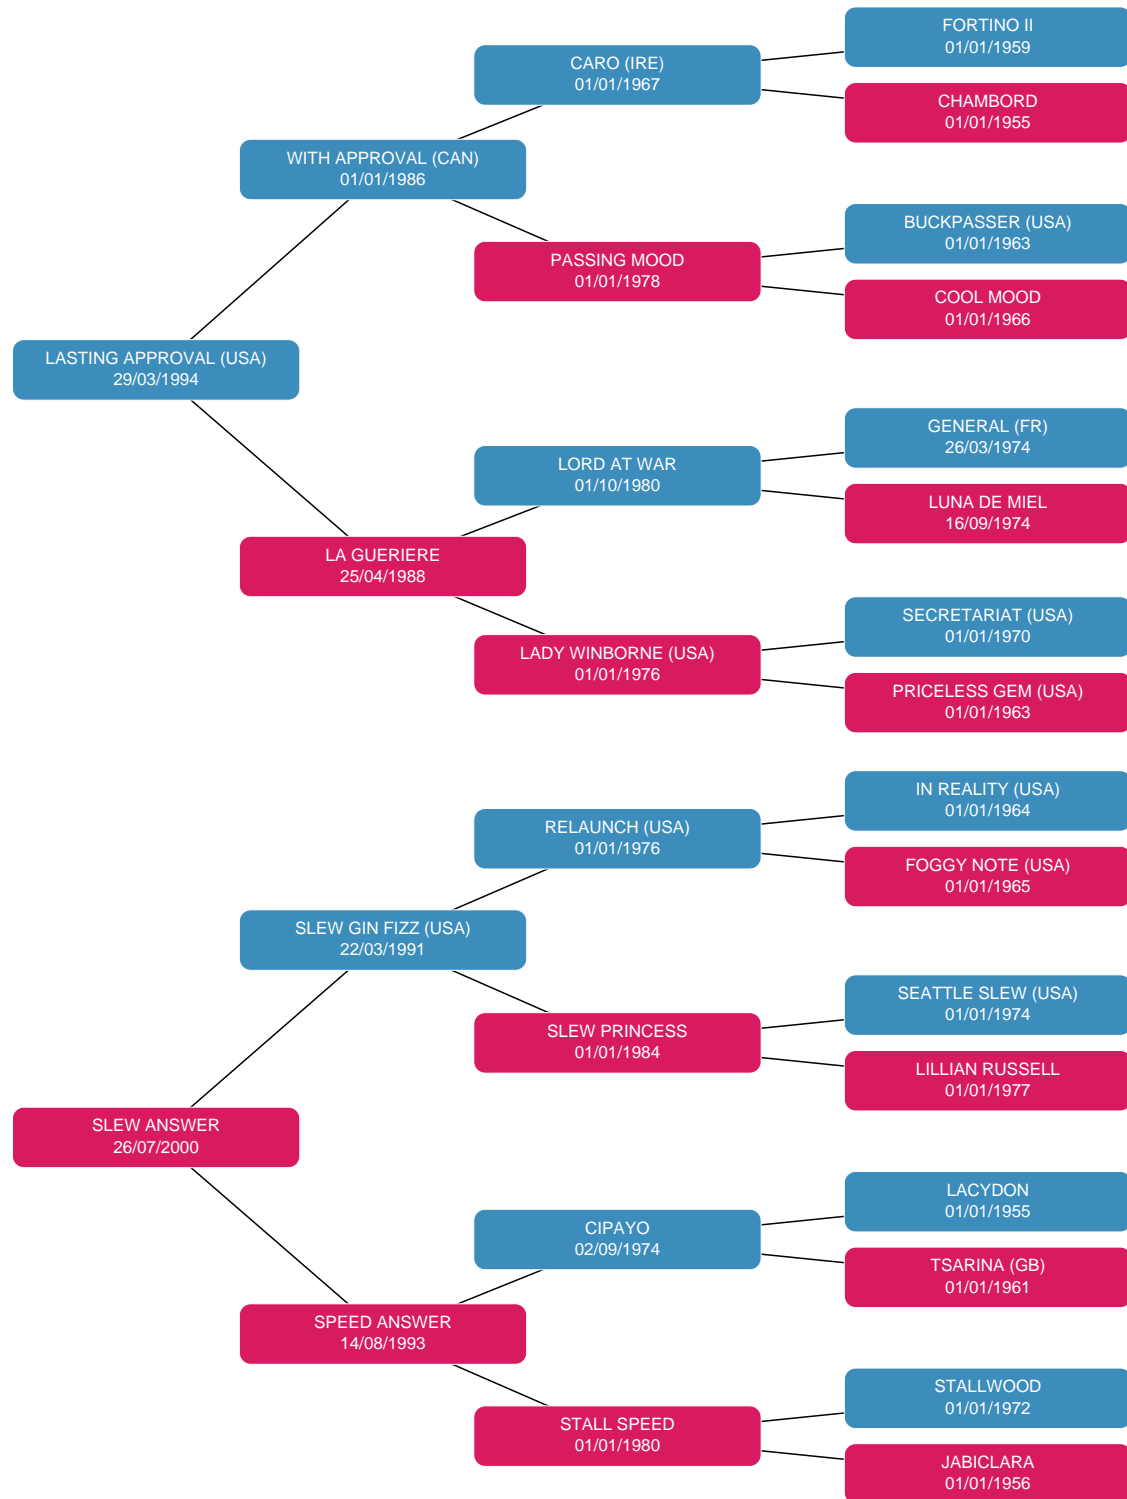 FORTINO II
01/01/1959
CARO (IRE)
01/01/1967
CHAMBORD
01/01/1955
WITH APPROVAL (CAN)
01/01/1986
BUCKPASSER (USA)
01/01/1963
PASSING MOOD
01/01/1978
COOL MOOD
01/01/1966
LASTING APPROVAL (USA)
29/03/1994
GENERAL (FR)
26/03/1974
LORD AT WAR
01/10/1980
LUNA DE MIEL
16/09/1974
LA GUERIERE
25/04/1988
SECRETARIAT (USA)
01/01/1970
LADY WINBORNE (USA)
01/01/1976
PRICELESS GEM (USA)
01/01/1963
IN REALITY (USA)
01/01/1964
RELAUNCH (USA)
01/01/1976
FOGGY NOTE (USA)
01/01/1965
SLEW GIN FIZZ (USA)
22/03/1991
SEATTLE SLEW (USA)
01/01/1974
SLEW PRINCESS
01/01/1984
LILLIAN RUSSELL
01/01/1977
SLEW ANSWER
26/07/2000
LACYDON
01/01/1955
CIPAYO
02/09/1974
TSARINA (GB)
01/01/1961
SPEED ANSWER
14/08/1993
STALLWOOD
01/01/1972
STALL SPEED
01/01/1980
JABICLARA
01/01/1956